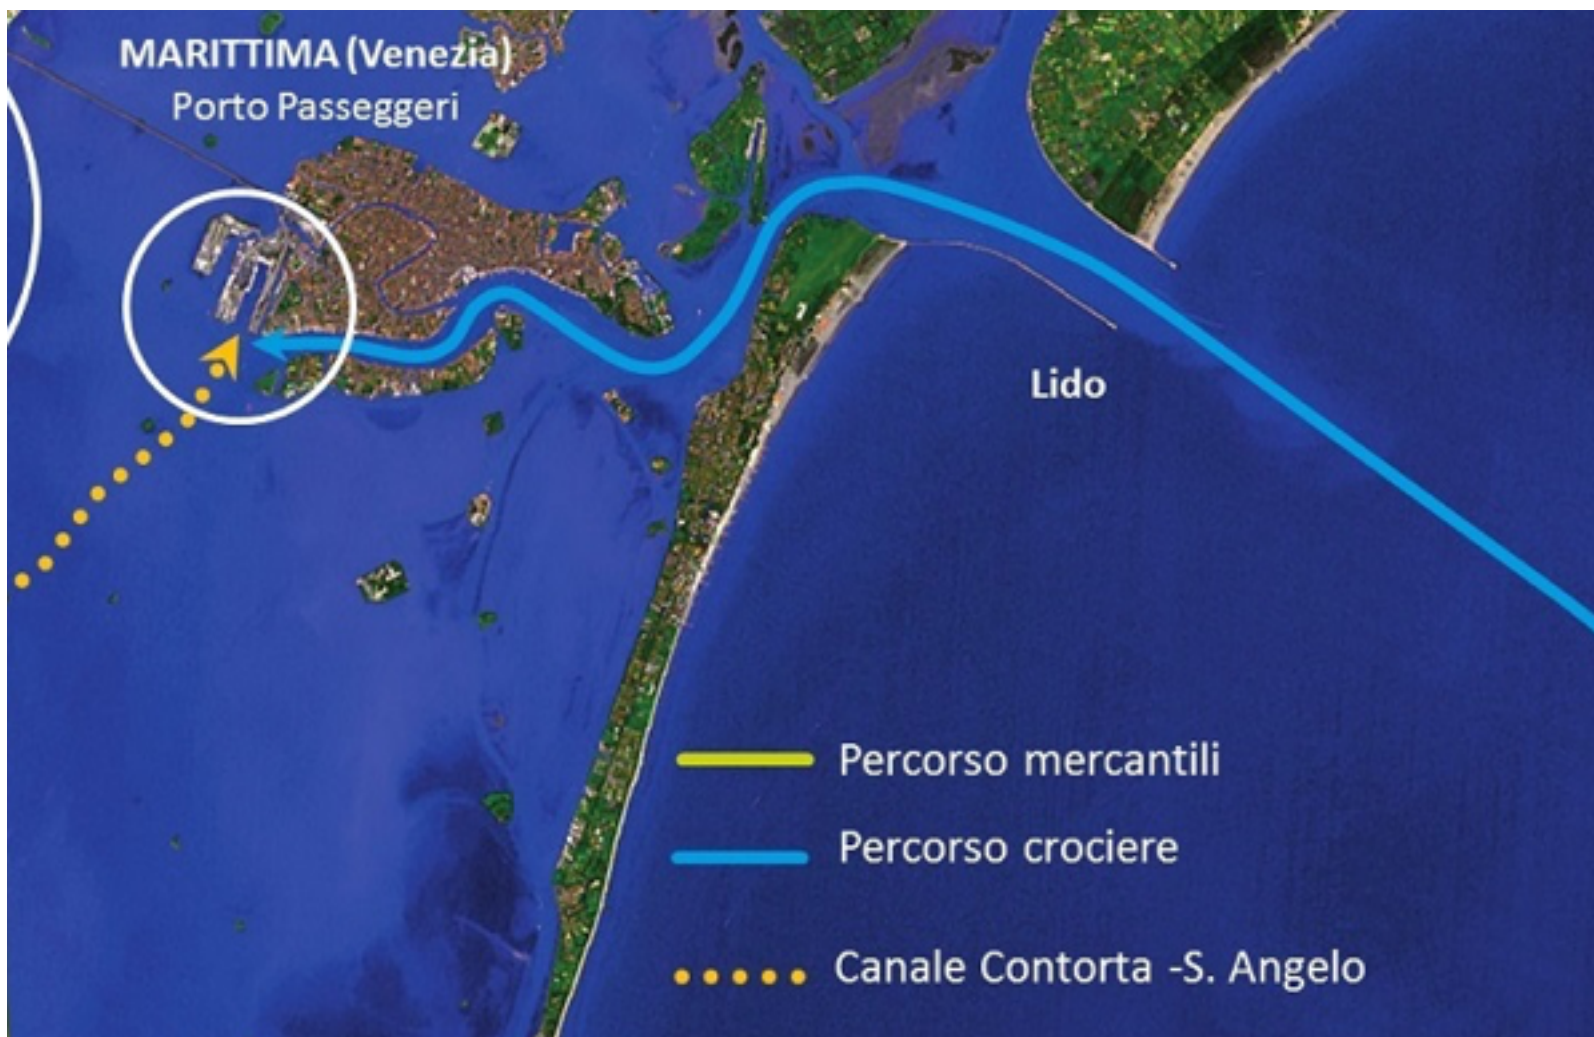 MARITTIMA (Venezia)
Porto Passeggeri
Lido
Percorso mercantili
Percorso crociere
Canale Contorta -S. Angelo